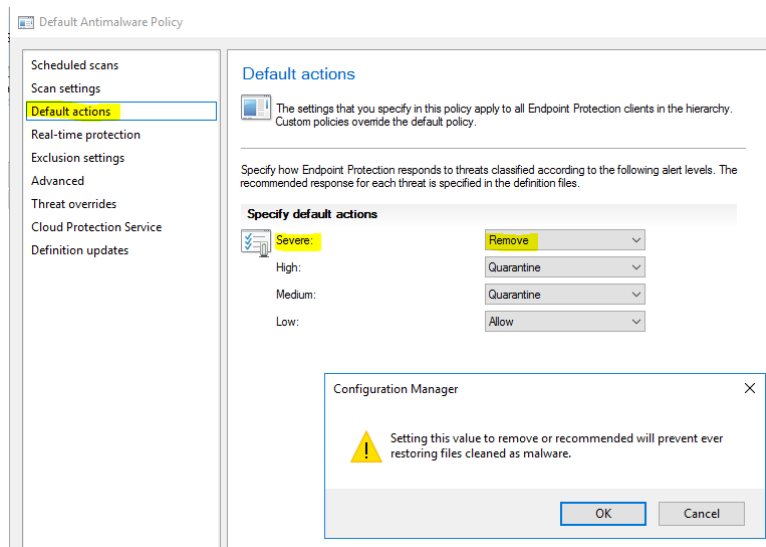 Default Antimalware Policy
Scheduled scans
Scan settings
Default actions
Real-time protection
Exclusion settings
Advanced
Threat overrides
Cloud Protection Service
Definition updates
Default actions
The settings that you specify in this policy apply to all Endpoint Protection clients in the hierarchy.
Custom policies override the default policy.
Specify how Endpoint Protection responds to threats classified according to the following alert levels. The
recommended response for each threat is specified in the definition files.
Specify default actions
Severe: Remove
High: Quarantine
Medium: Quarantine
Low: Allow
Configuration Manager
Setting this value to remove or recommended will prevent ever
restoring files cleaned as malware.
OK Cancel